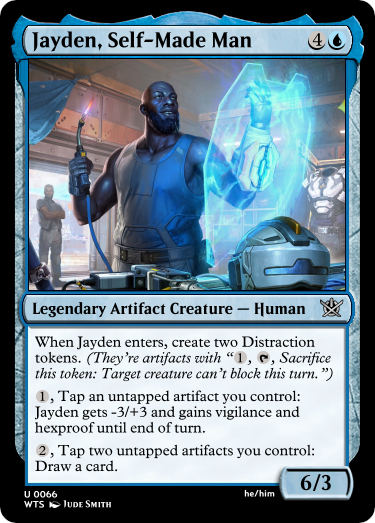 Jayden, Self-Made Man 4
Legendary Artifact Creature — Human
When Jayden enters, create two Distraction
tokens. (They're artifacts with “1, , Sacrifice
this token: Target creature can't block this turn.”)
1, Tap an untapped artifact you control:
Jayden gets -3/+3 and gains vigilance and
hexproof until end of turn.
2, Tap two untapped artifacts you control:
Draw a card.
6/3
U 0066
he/him
WTS Jude Smith